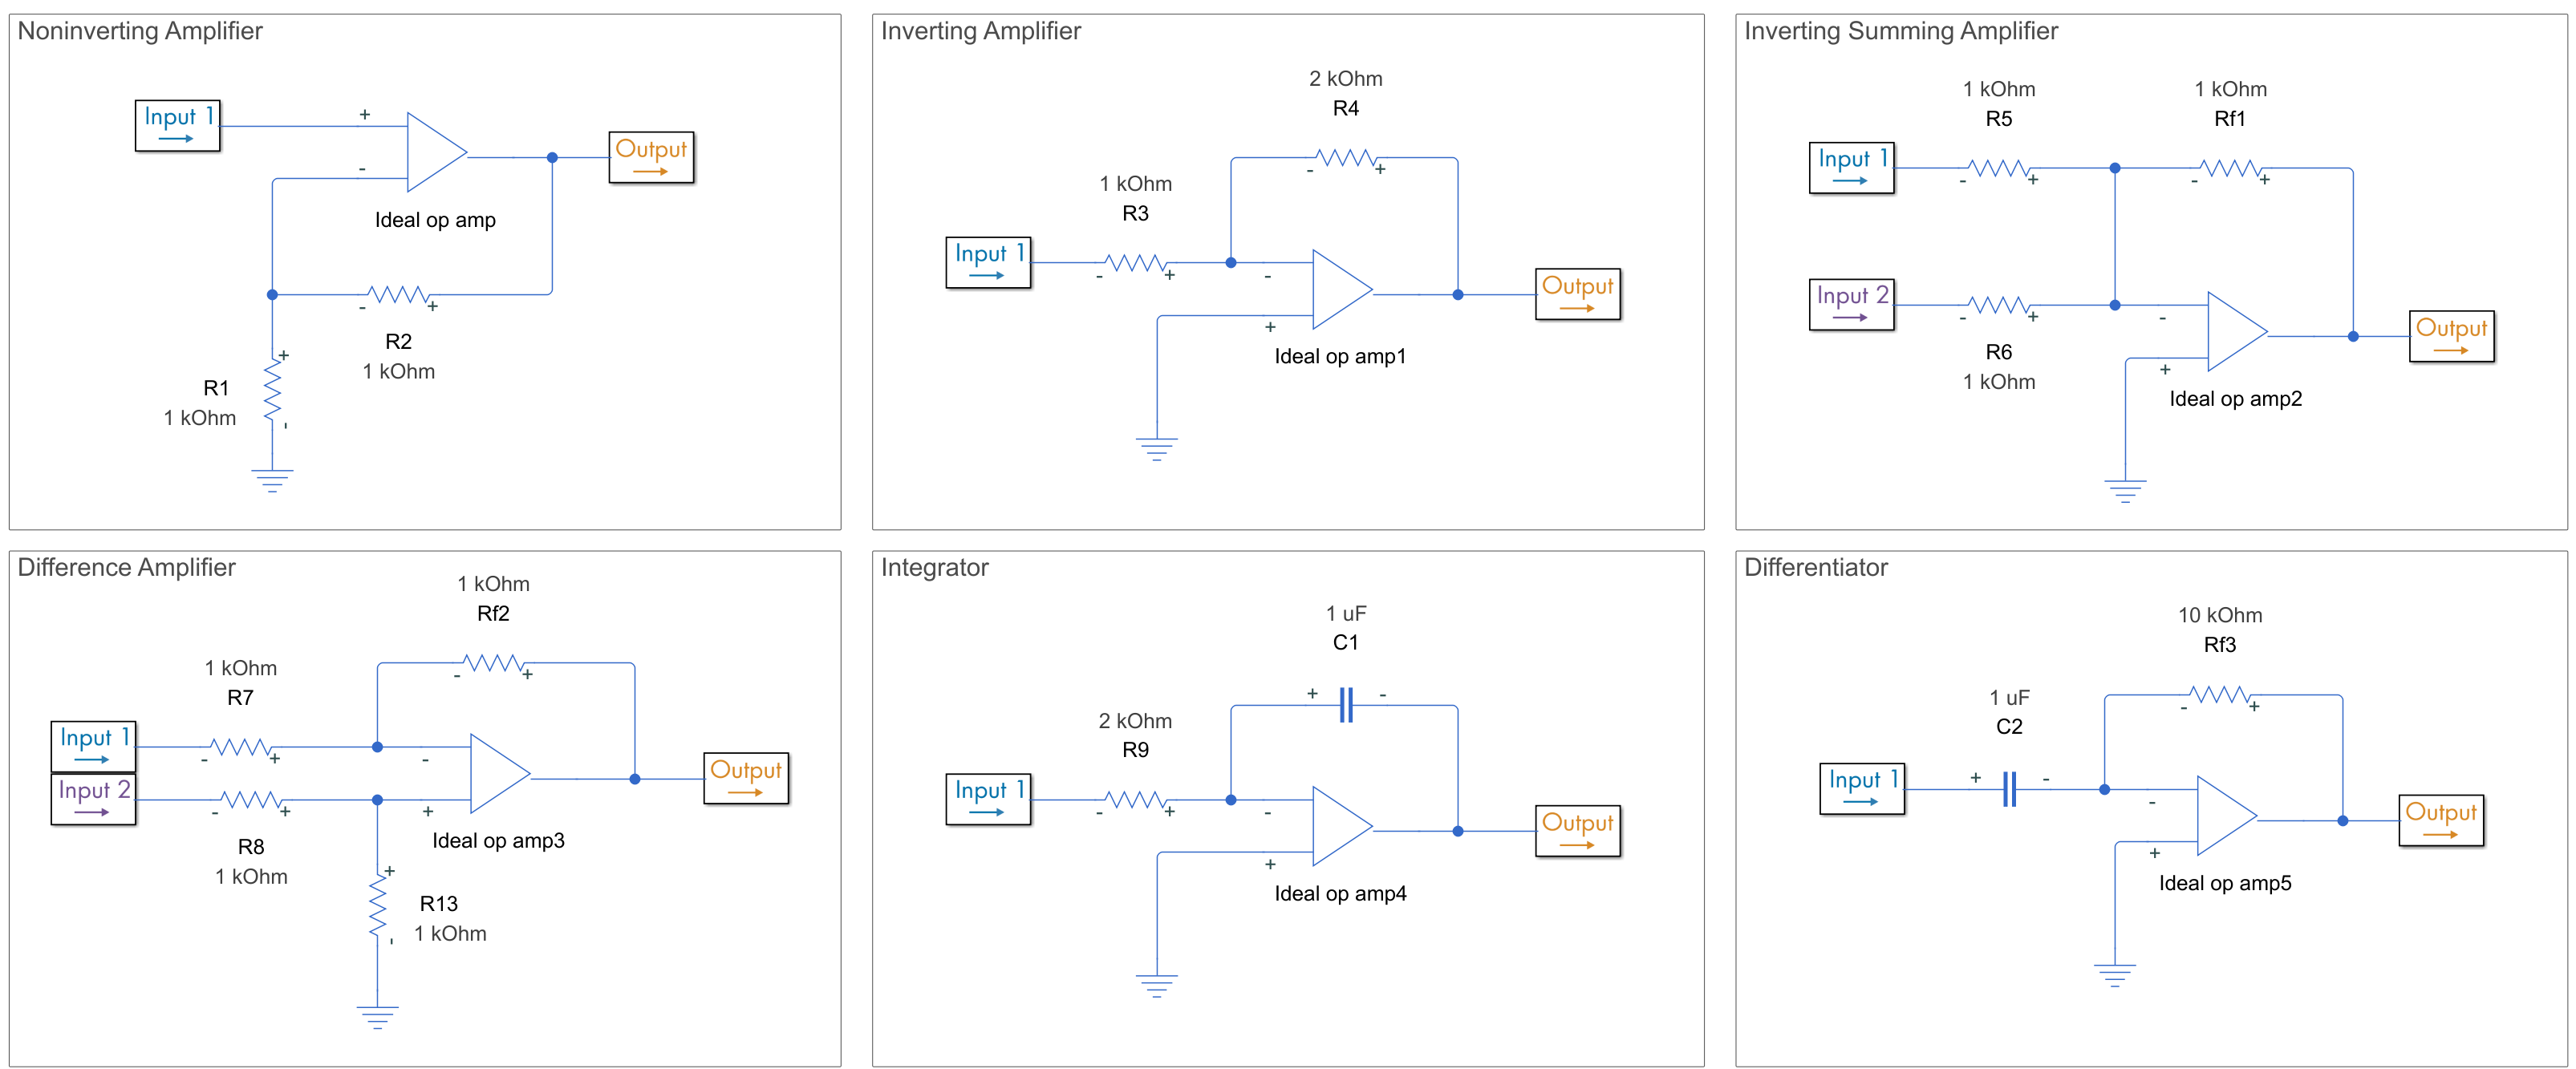 Noninverting Amplifier
Input 1
+
-
Ideal op amp
Output
-
+
R2
1 kOhm
+
R1
1 kOhm
-
Inverting Amplifier
2 kOhm
R4
-
+
1 kOhm
R3
Input 1
-
+
-
+
Ideal op amp1
Output
Inverting Summing Amplifier
1 kOhm
R5
1 kOhm
Rf1
Input 1
-
+
-
+
Input 2
-
+
R6
1 kOhm
-
+
Ideal op amp2
Output
Difference Amplifier
1 kOhm
Rf2
-
+
1 kOhm
R7
Input 1
-
+
-
Input 2
-
+
+
R8
1 kOhm
Ideal op amp3
Output
+
R13
1 kOhm
-
Integrator
1 uF
C1
+
-
2 kOhm
R9
Input 1
-
+
-
+
Ideal op amp4
Output
Differentiator
10 kOhm
Rf3
-
+
1 uF
C2
Input 1
+
-
-
+
Ideal op amp5
Output